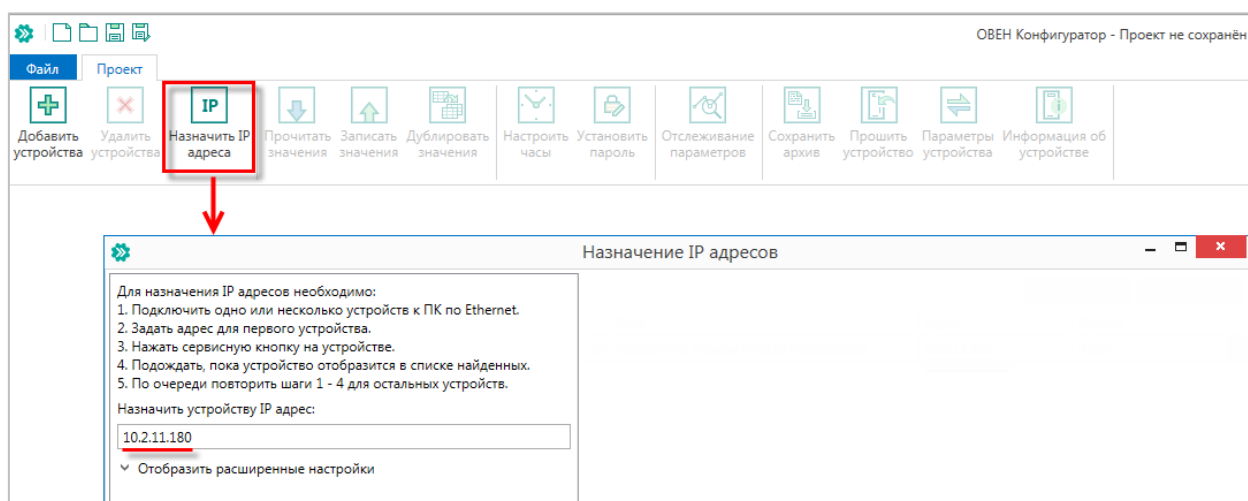 ОВЕН Конфигуратор - Проект не сохранён
Файл Проект
IP
Добавить устройства
Удалить устройства
Назначить IP адреса
Прочитать значения
Записать значения
Дублировать значения
Настроить часы
Установить пароль
Отслеживание параметров
Сохранить архив
Прошить устройство
Параметры устройства
Информация об устройстве
Назначение IP адресов
Для назначения IP адресов необходимо:
1. Подключить одно или несколько устройств к ПК по Ethernet.
2. Задать адрес для первого устройства.
3. Нажать сервисную кнопку на устройстве.
4. Подождать, пока устройство отобразится в списке найденных.
5. По очереди повторить шаги 1 - 4 для остальных устройств.
Назначить устройству IP адрес:
10.2.11.180
Отобразить расширенные настройки